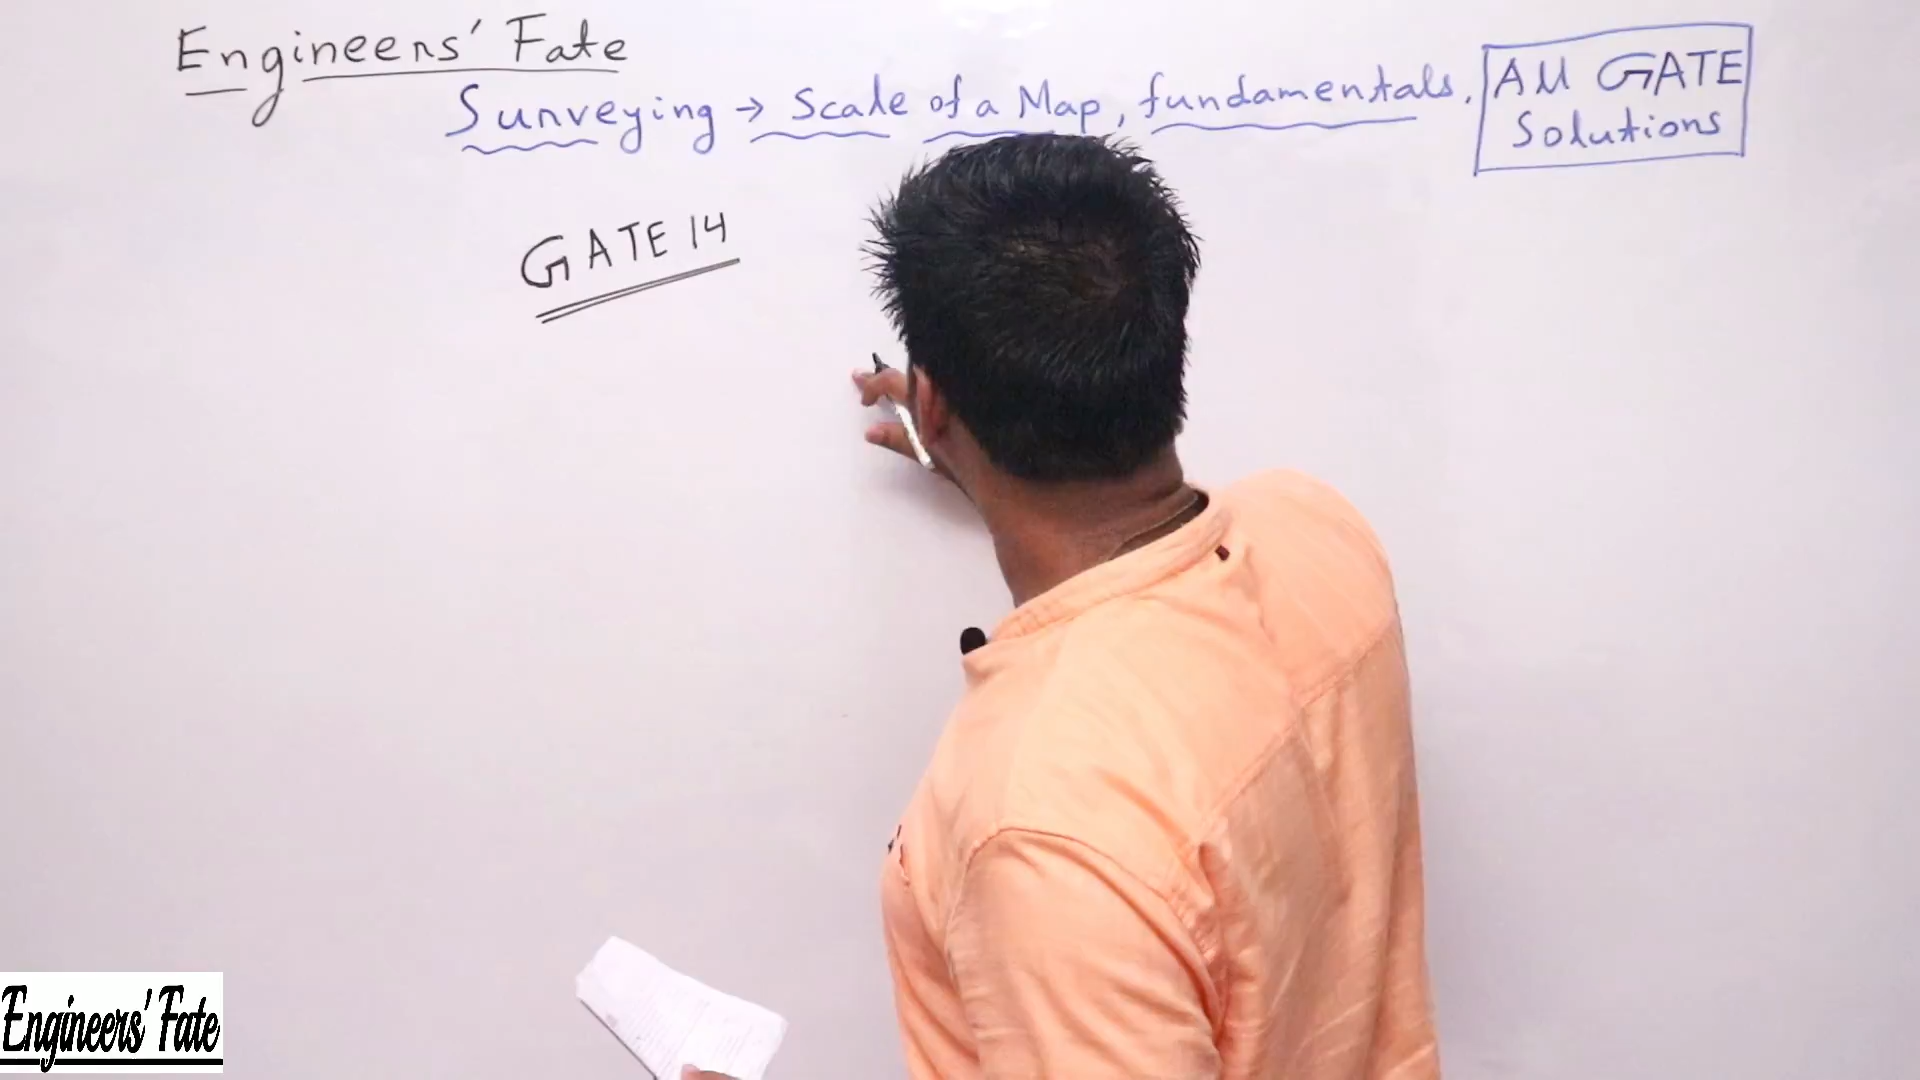 Engineers' Fate
Surveying → Scale of a Map, fundamentals,
All GATE
Solutions
GATE 14
Engineers' Fate